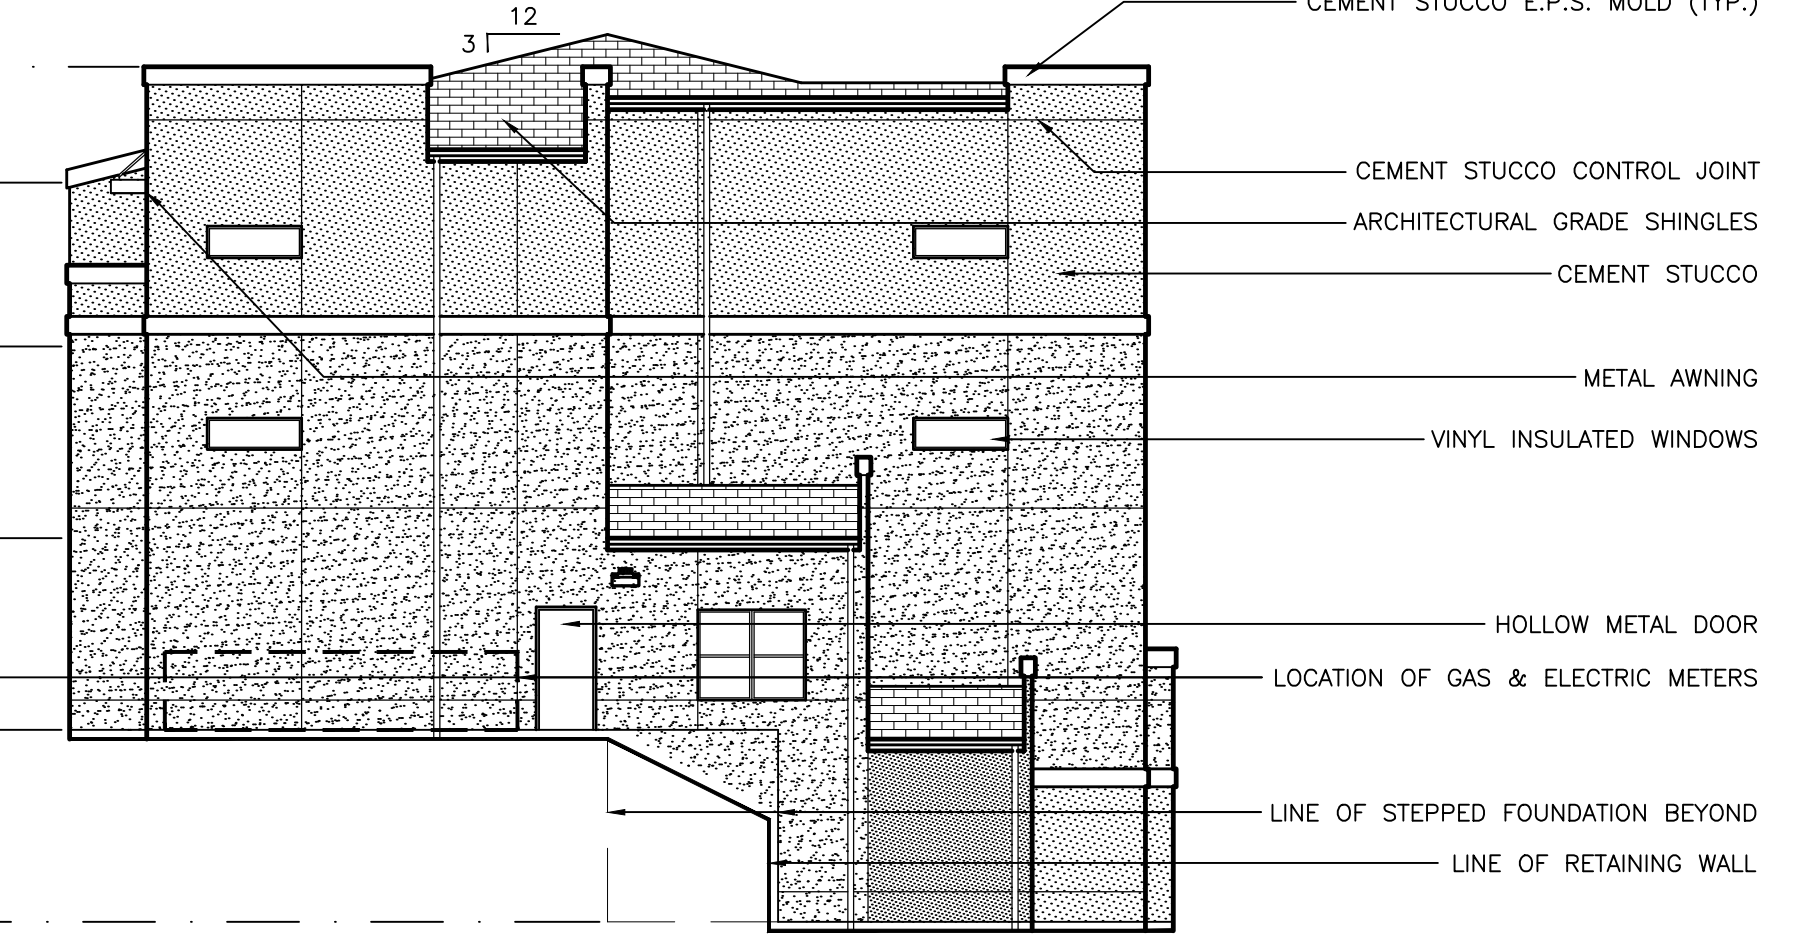 CEMENT STUCCO E.P.S. MOLD (TYP.)
12
3
CEMENT STUCCO CONTROL JOINT
ARCHITECTURAL GRADE SHINGLES
CEMENT STUCCO
METAL AWNING
VINYL INSULATED WINDOWS
HOLLOW METAL DOOR
LOCATION OF GAS & ELECTRIC METERS
LINE OF STEPPED FOUNDATION BEYOND
LINE OF RETAINING WALL